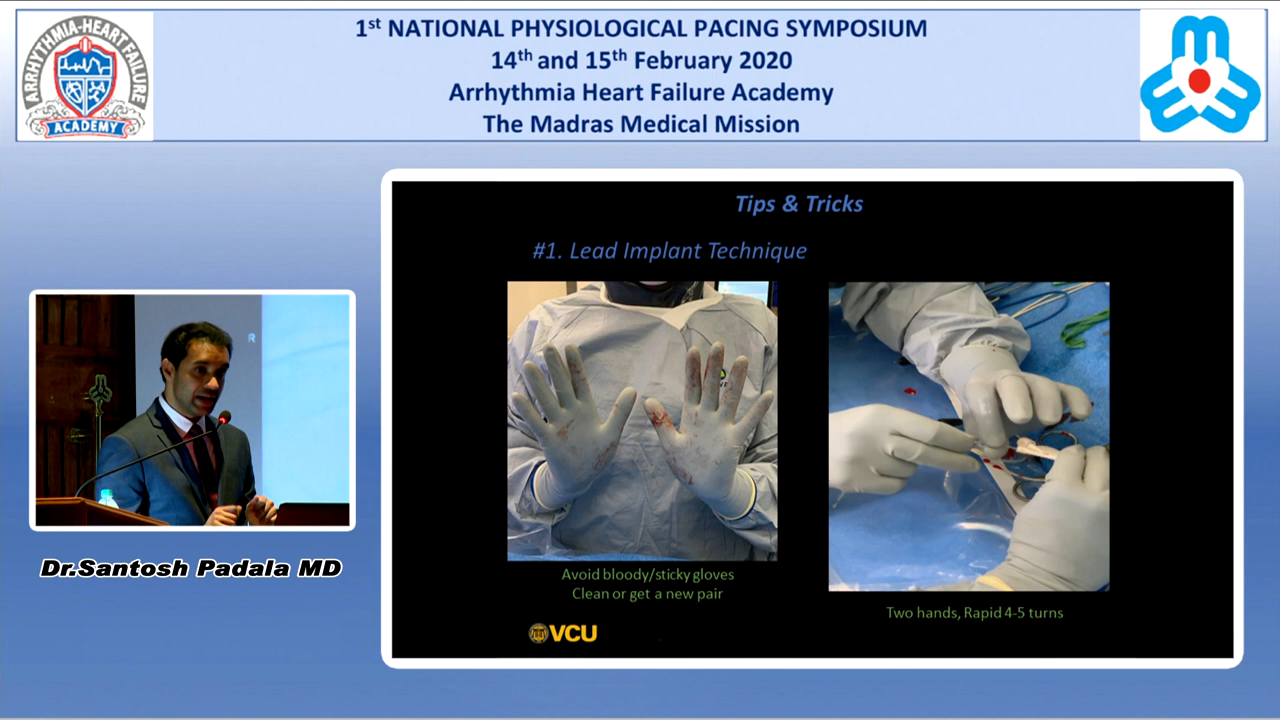 1st NATIONAL PHYSIOLOGICAL PACING SYMPOSIUM
14th and 15th February 2020
Arrhythmia Heart Failure Academy
The Madras Medical Mission
ARRHYTHMIA-HEART FAILURE
ACADEMY
Tips & Tricks
#1. Lead Implant Technique
Avoid bloody/sticky gloves
Clean or get a new pair
Two hands, Rapid 4-5 turns
VCU
R
Dr.Santosh Padala MD